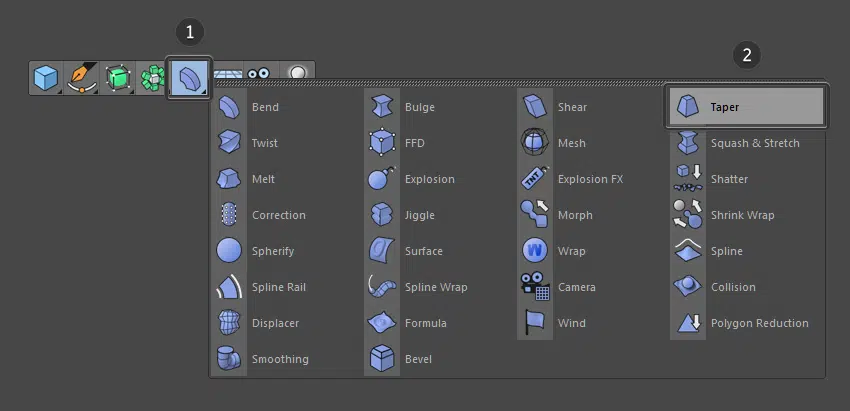 1
2
Bend Bulge Shear Taper
Twist FFD Mesh Squash & Stretch
Melt Explosion TNT Explosion FX Shatter
Correction Jiggle Morph Shrink Wrap
Spherify Surface W Wrap Spline
Spline Rail Spline Wrap Camera Collision
Displacer Formula Wind Polygon Reduction
Smoothing Bevel